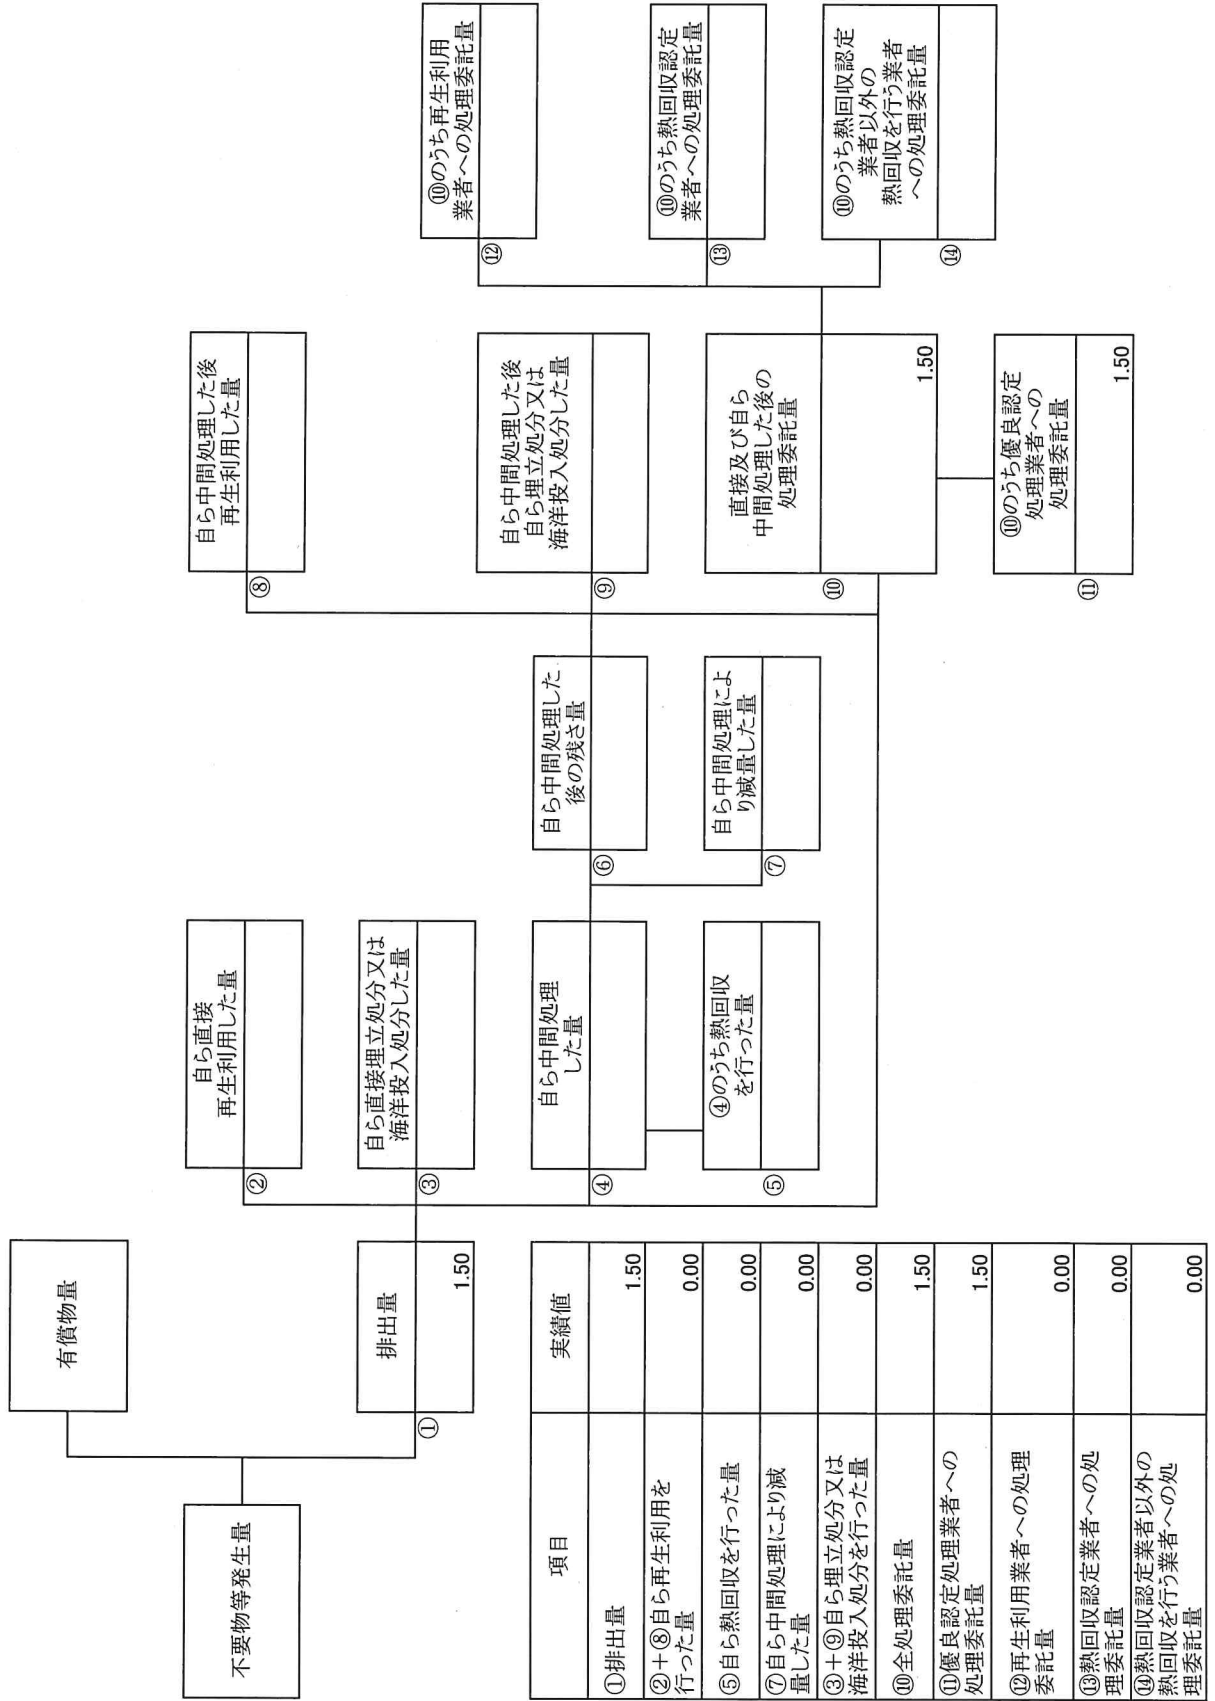 不要物等発生量
有償物量
排出量
①
1.50
自ら直接
再生利用した量
②
自ら直接埋立処分又は
海洋投入処分した量
③
自ら中間処理
した量
④
④のうち熱回収
を行った量
⑤
自ら中間処理した
後の残さ量
⑥
自ら中間処理によ
り減量した量
⑦
自ら中間処理した後
再生利用した量
⑧
自ら中間処理した後
自ら埋立処分又は
海洋投入処分した量
⑨
直接及び自ら
中間処理した後の
処理委託量
⑩
1.50
⑩のうち優良認定
処理業者への
処理委託量
⑪
1.50
⑩のうち再生利用
業者への処理委託量
⑫
⑩のうち熱回収認定
業者への処理委託量
⑬
⑩のうち熱回収認定
業者以外の
熱回収を行う業者
への処理委託量
⑭
項目 実績値
①排出量 1.50
②+⑧自ら再生利用を
行った量 0.00
⑤自ら熱回収を行った量 0.00
⑦自ら中間処理により減
量した量 0.00
③+⑨自ら埋立処分又は
海洋投入処分を行った量 0.00
⑩全処理委託量 1.50
⑪優良認定処理業者への
処理委託量 1.50
⑫再生利用業者への処理
委託量 0.00
⑬熱回収認定業者への処
理委託量 0.00
⑭熱回収認定業者以外の
熱回収を行う業者への処
理委託量 0.00